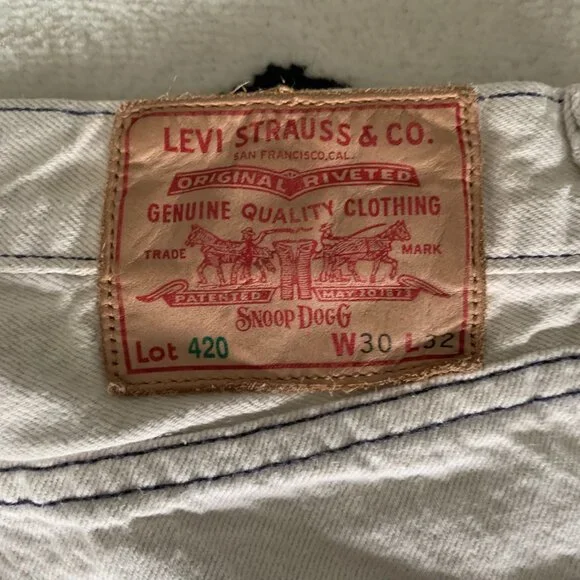 LEVI STRAUSS & CO.
SAN FRANCISCO, CAL.
ORIGINAL RIVETED
GENUINE QUALITY CLOTHING
TRADE MARK
PATENTED MAY 20 1873
SNOOP DOGG
Lot 420 W30 L32